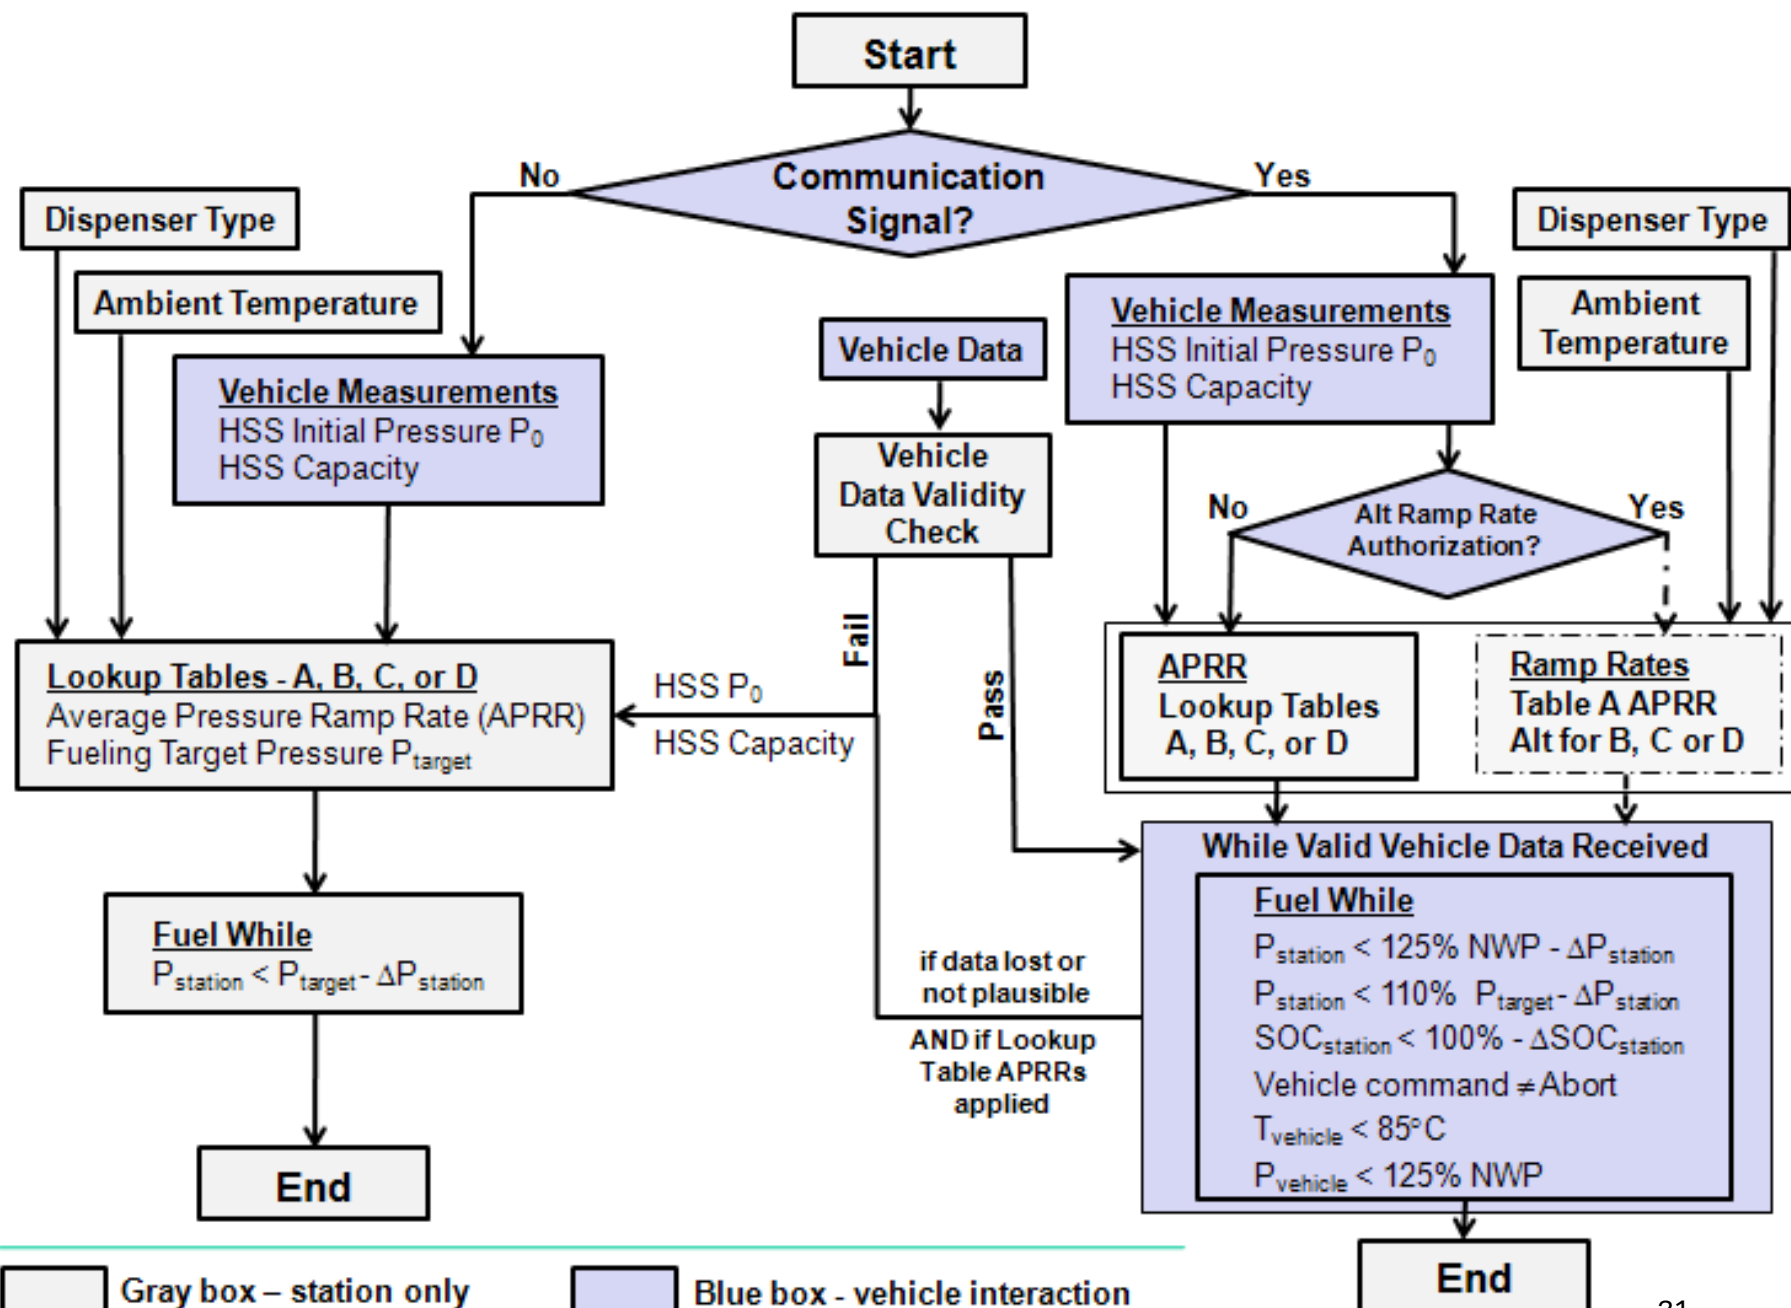 Start
Communication
Signal?
No
Yes
Dispenser Type
Ambient Temperature
Vehicle Measurements
HSS Initial Pressure P₀
HSS Capacity
Lookup Tables - A, B, C, or D
Average Pressure Ramp Rate (APRR)
Fueling Target Pressure Ptarget
Fuel While
Pstation < Ptarget - ΔPstation
End
Vehicle Data
Vehicle
Data Validity
Check
Fail
Pass
HSS P₀
HSS Capacity
if data lost or
not plausible
AND if Lookup
Table APRRs
applied
Dispenser Type
Ambient
Temperature
Vehicle Measurements
HSS Initial Pressure P₀
HSS Capacity
No
Yes
Alt Ramp Rate
Authorization?
APRR
Lookup Tables
A, B, C, or D
Ramp Rates
Table A APRR
Alt for B, C or D
While Valid Vehicle Data Received
Fuel While
Pstation < 125% NWP - ΔPstation
Pstation < 110% Ptarget - ΔPstation
SOCstation < 100% - ΔSOCstation
Vehicle command ≠ Abort
Tvehicle < 85°C
Pvehicle < 125% NWP
End
Gray box – station only
Blue box - vehicle interaction